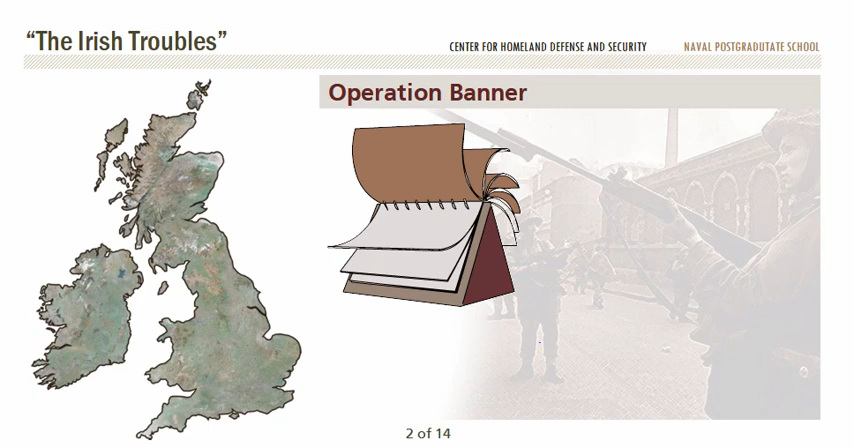 “The Irish Troubles”
CENTER FOR HOMELAND DEFENSE AND SECURITY NAVAL POSTGRADUTATE SCHOOL
Operation Banner
2 of 14